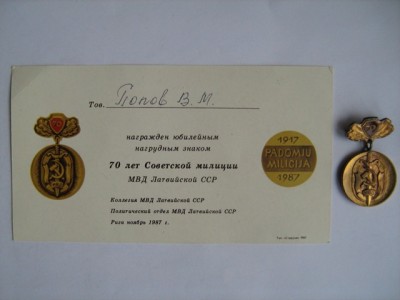 Тов. Попов В. М.
награжден юбилейным
нагрудным знаком
70 лет Советской милиции
МВД Латвийской ССР
Коллегия МВД Латвийской ССР
Политический отдел МВД Латвийской ССР
Рига ноябрь 1987 г.
1917
PADOMJU
MILICIJA
1987